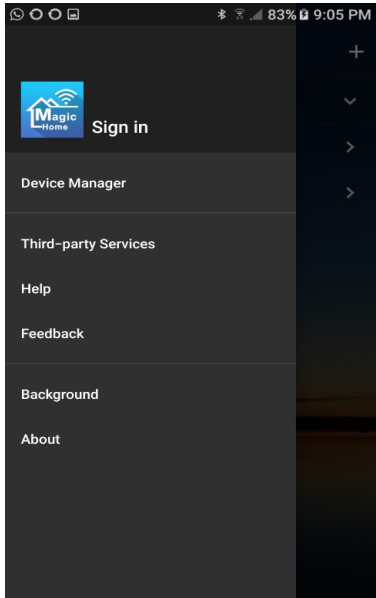 83% 9:05 PM
Magic
Home
Sign in
Device Manager
Third-party Services
Help
Feedback
Background
About